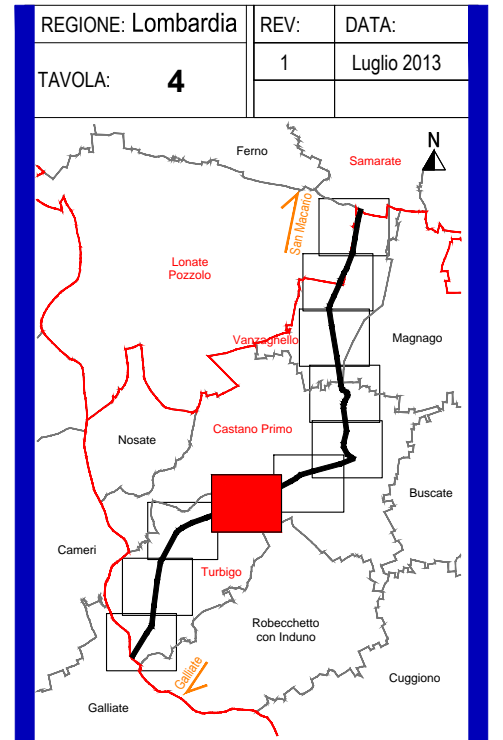 REGIONE: Lombardia
REV:
DATA:
1
Luglio 2013
TAVOLA: 4
Ferno
N
Samarate
San Macario
Lonate
Pozzolo
Vanzaghello
Magnago
Castano Primo
Nosate
Buscate
Cameri
Turbigo
Robecchetto
con Induno
Galliate
Cuggiono
Galliate